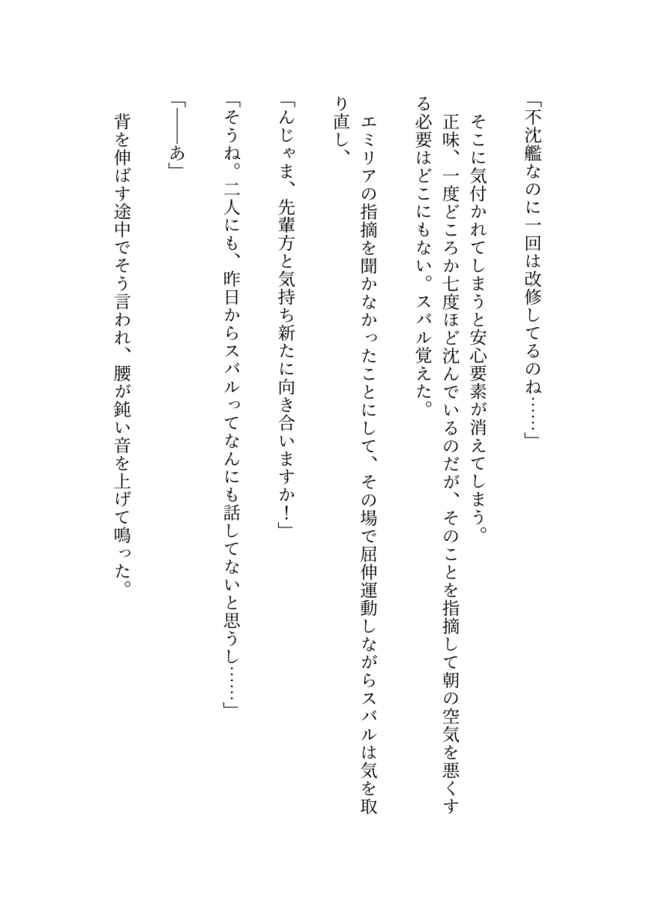 「不沈艦なのに一回は改修してるのね……」
そこに気付かれてしまうと安心要素が消えてしまう。
正味、一度どころか七度ほど沈んでいるのだが、そのことを指摘して朝の空気を悪くす
る必要はどこにもない。スバル覚えた。
エミリアの指摘を聞かなかったことにして、その場で屈伸運動しながらスバルは気を取
り直し、
「んじゃま、先輩方と気持ち新たに向き合いますか！」
「そうね。二人にも、昨日からスバルってなんにも話してないと思うし……」
「――あ」
背を伸ばす途中でそう言われ、腰が鈍い音を上げて鳴った。